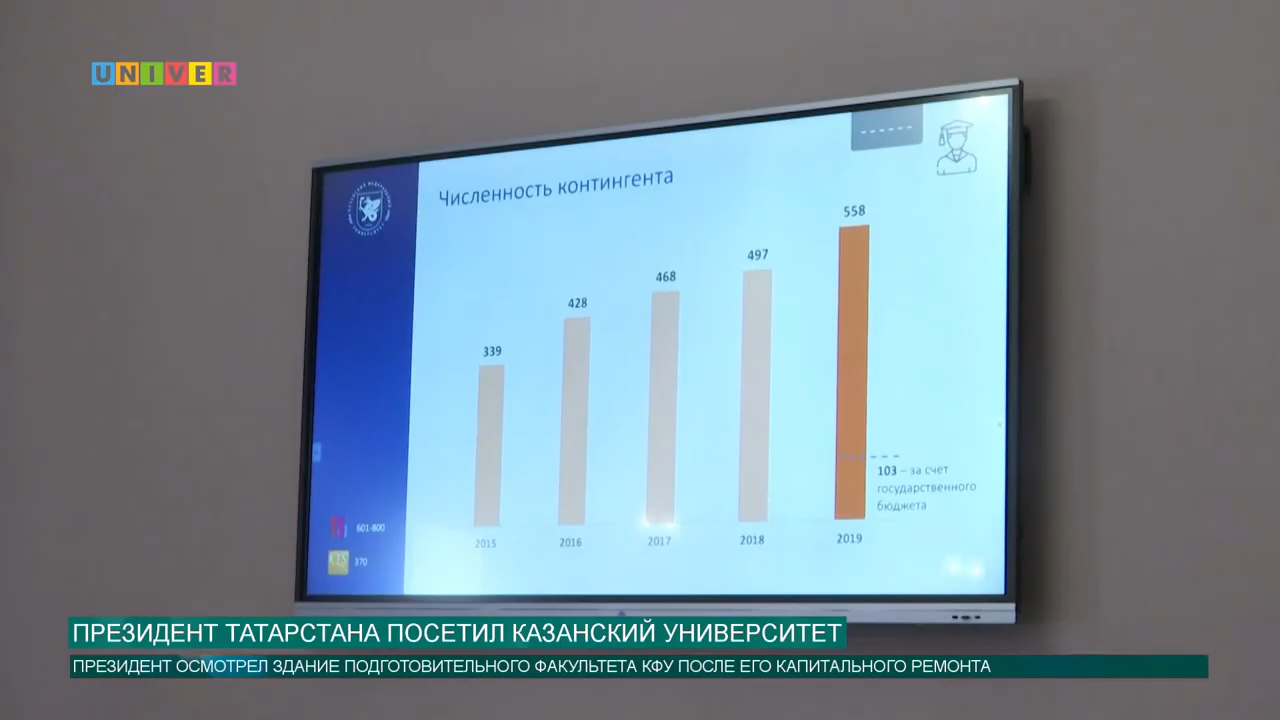 UNIVER
Численность контингента
558
497
468
428
339
103 – за счет
государственного
бюджета
601-800
370
2015 2016 2017 2018 2019
ПРЕЗИДЕНТ ТАТАРСТАНА ПОСЕТИЛ КАЗАНСКИЙ УНИВЕРСИТЕТ
ПРЕЗИДЕНТ ОСМОТРЕЛ ЗДАНИЕ ПОДГОТОВИТЕЛЬНОГО ФАКУЛЬТЕТА КФУ ПОСЛЕ ЕГО КАПИТАЛЬНОГО РЕМОНТА